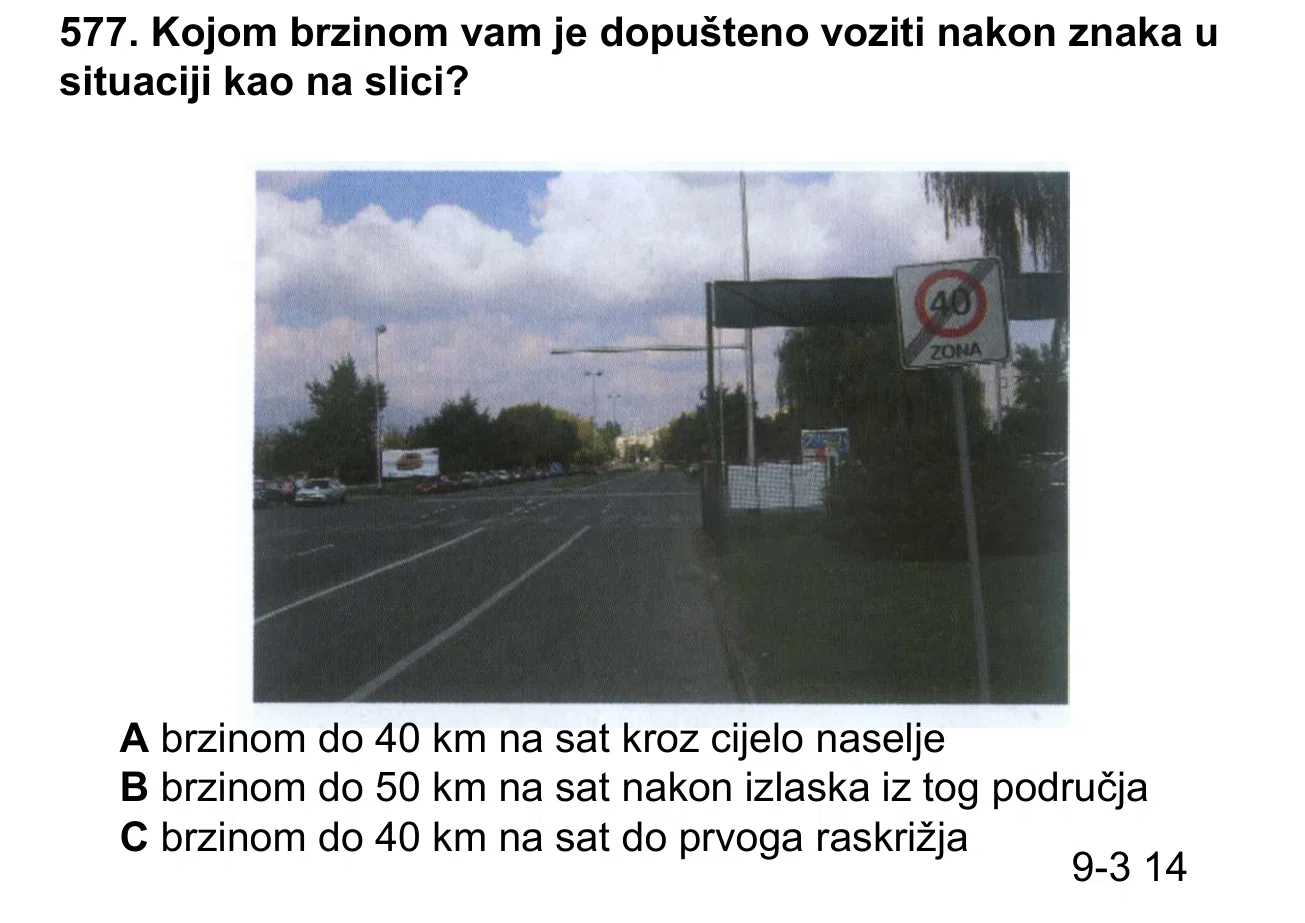 577. Kojom brzinom vam je dopušteno voziti nakon znaka u
situaciji kao na slici?
40
ZONA
A brzinom do 40 km na sat kroz cijelo naselje
B brzinom do 50 km na sat nakon izlaska iz tog područja
C brzinom do 40 km na sat do prvoga raskrižja
9-3 14